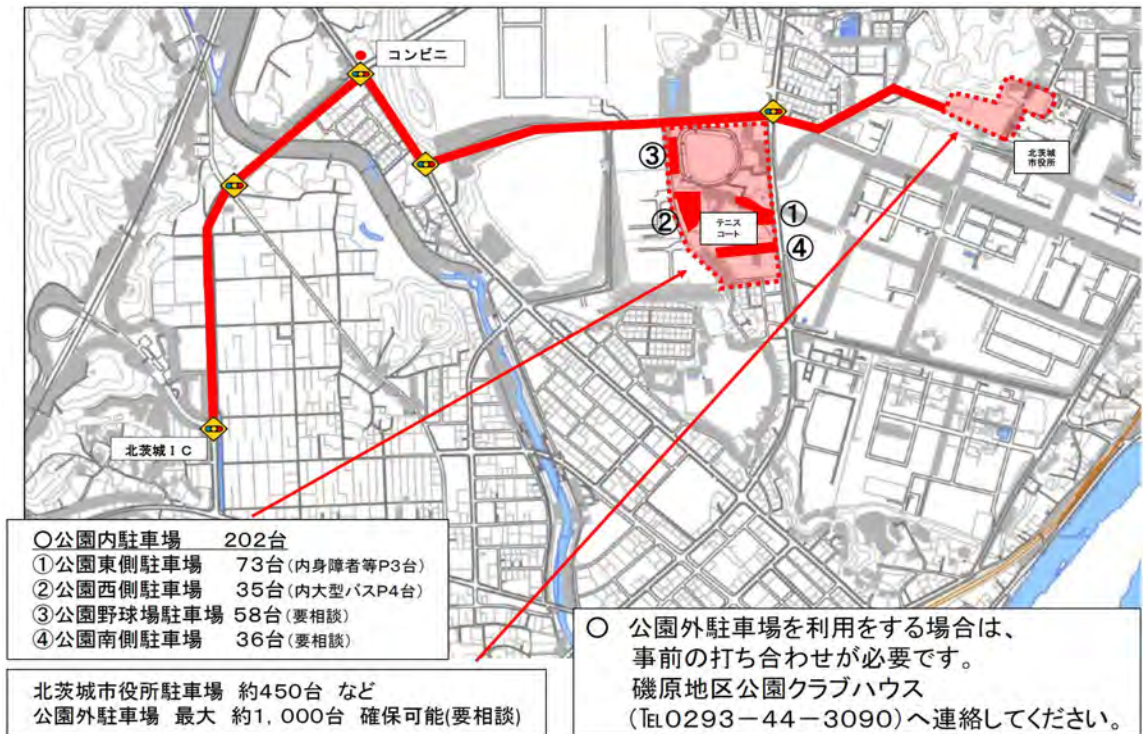 コンビニ
北茨城
市役所
③
②
テニス
コート
①
④
北茨城IC
○公園内駐車場 202台
①公園東側駐車場 73台(内身障者等P3台)
②公園西側駐車場 35台(内大型バスP4台)
③公園野球場駐車場 58台(要相談)
④公園南側駐車場 36台(要相談)
北茨城市役所駐車場 約450台 など
公園外駐車場 最大 約1,000台 確保可能(要相談)
○ 公園外駐車場を利用をする場合は、
事前の打ち合わせが必要です。
磯原地区公園クラブハウス
(℡0293-44-3090)へ連絡してください。